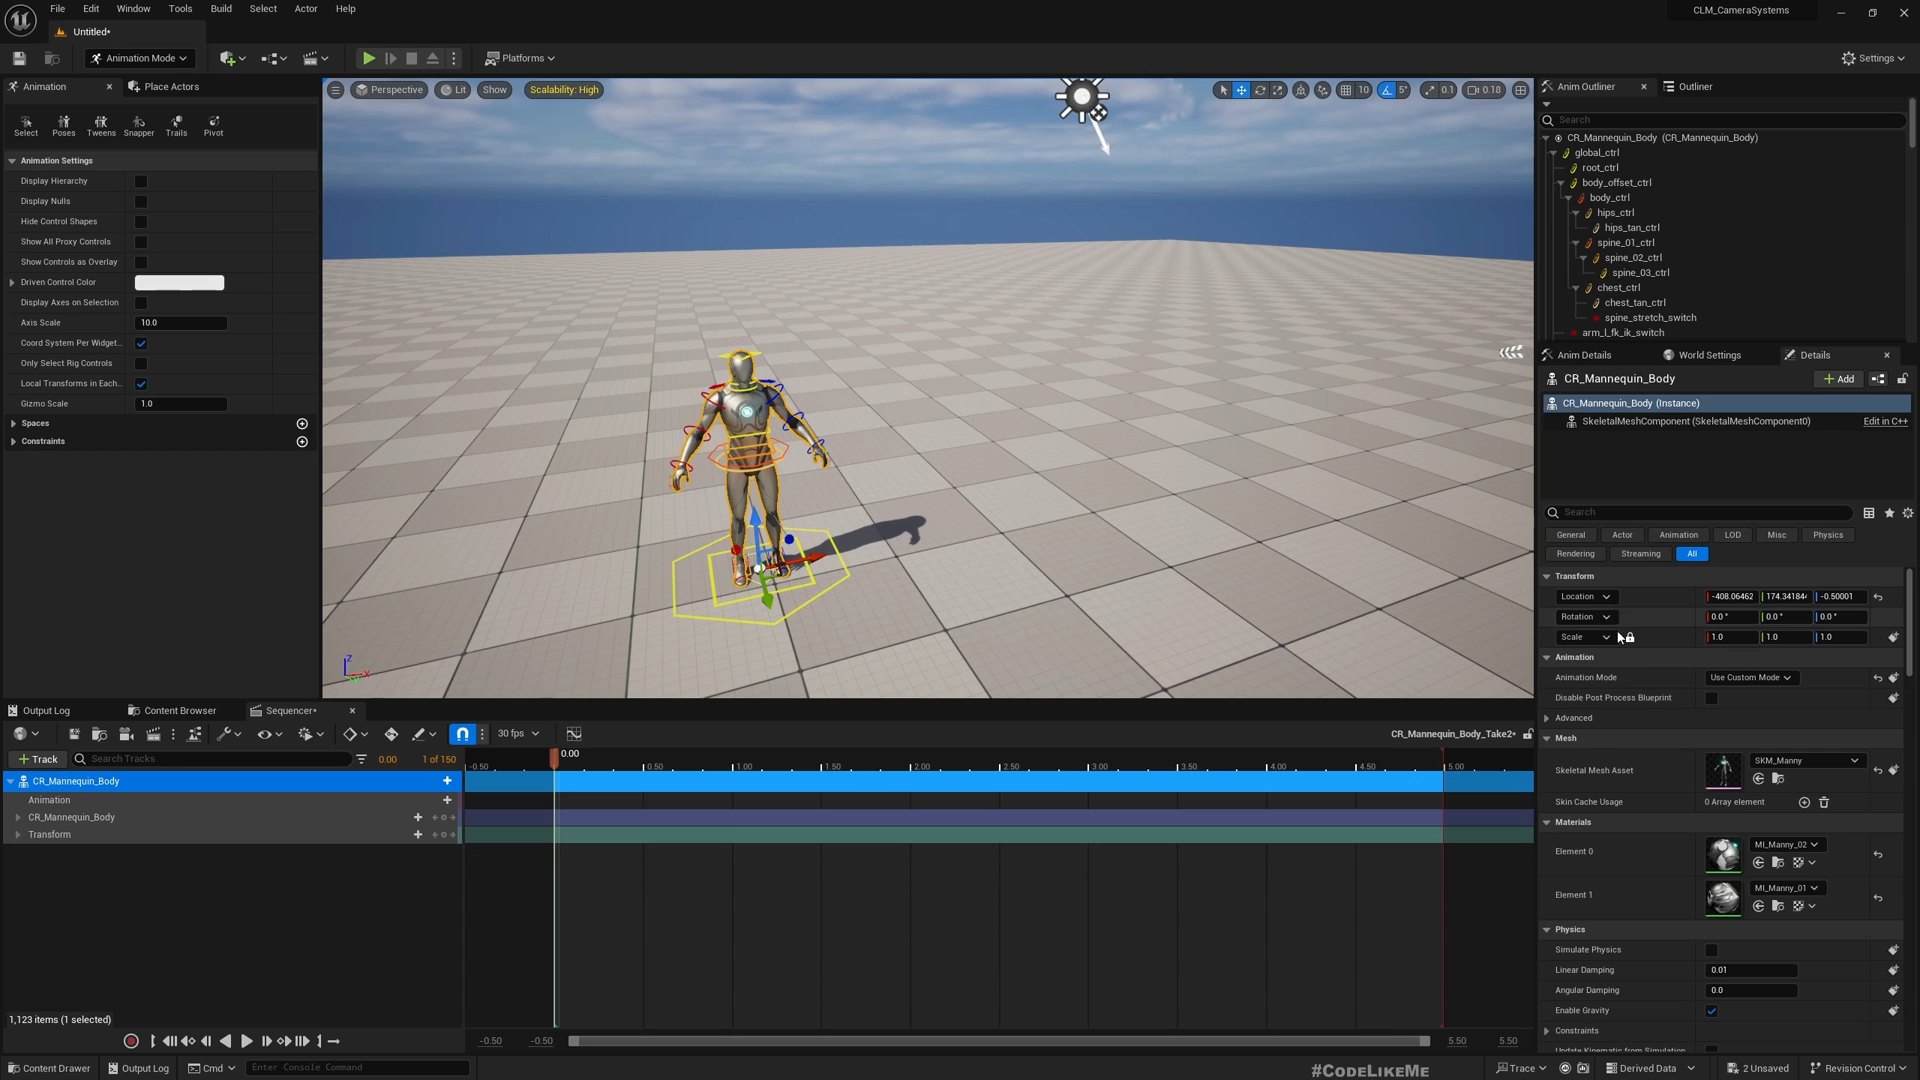 File Edit Window Tools Build Select Actor Help
CLM_CameraSystems
Untitled*
Animation Mode
Platforms
Settings
Animation
Place Actors
Perspective
Lit
Show
Scalability: High
10
5°
0.1
0.18
Select Poses Tweens Snapper Trails Pivot
Animation Settings
Display Hierarchy
Display Nulls
Hide Control Shapes
Show All Proxy Controls
Show Controls as Overlay
Driven Control Color
Display Axes on Selection
Axis Scale 10.0
Coord System Per Widget..
Only Select Rig Controls
Local Transforms in Each..
Gizmo Scale 1.0
Spaces
Constraints
Z
X
Anim Outliner
Outliner
Search
CR_Mannequin_Body (CR_Mannequin_Body)
global_ctrl
root_ctrl
body_offset_ctrl
body_ctrl
hips_ctrl
hips_tan_ctrl
spine_01_ctrl
spine_02_ctrl
spine_03_ctrl
chest_ctrl
chest_tan_ctrl
spine_stretch_switch
arm_l_fk_ik_switch
Anim Details
World Settings
Details
CR_Mannequin_Body
Add
CR_Mannequin_Body (Instance)
SkeletalMeshComponent (SkeletalMeshComponent0) Edit in C++
Search
General Actor Animation LOD Misc Physics
Rendering Streaming All
Transform
Location -408.06462 174.341844 -0.50001
Rotation 0.0° 0.0° 0.0°
Scale 1.0 1.0 1.0
Animation
Animation Mode Use Custom Mode
Disable Post Process Blueprint
Advanced
Mesh
Skeletal Mesh Asset SKM_Manny
Skin Cache Usage 0 Array element
Materials
Element 0 MI_Manny_02
Element 1 MI_Manny_01
Physics
Simulate Physics
Linear Damping 0.01
Angular Damping 0.0
Enable Gravity
Constraints
Update Kinematic from Simulation
Output Log
Content Browser
Sequencer*
30 fps
CR_Mannequin_Body_Take2*
Track
Search Tracks
0.00
1 of 150
0.00
-0.50 0.50 1.00 1.50 2.00 2.50 3.00 3.50 4.00 4.50 5.00
CR_Mannequin_Body
Animation
CR_Mannequin_Body
Transform
1,123 items (1 selected)
-0.50 -0.50 5.50 5.50
Content Drawer
Output Log
Cmd
Enter Console Command
#CodeLikeMe
Trace
Derived Data
2 Unsaved
Revision Control